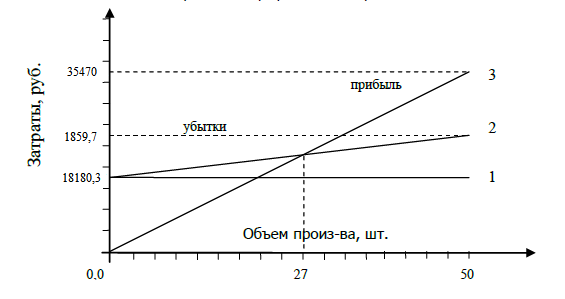 Затраты, руб.
35470
3
прибыль
убытки
1859,7
2
18180,3
1
Объем произ-ва, шт.
0,0
27
50